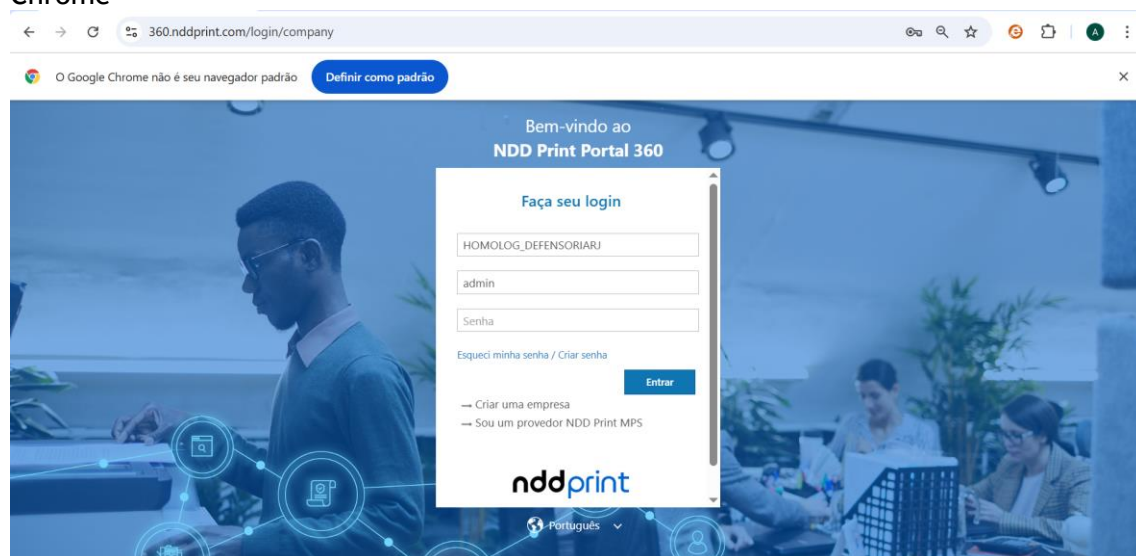 Chrome
360.nddprint.com/login/company
A
O Google Chrome não é seu navegador padrão
Definir como padrão
Bem-vindo ao
NDD Print Portal 360
Faça seu login
HOMOLOG_DEFENSORIARJ
admin
Senha
Esqueci minha senha / Criar senha
Entrar
→ Criar uma empresa
→ Sou um provedor NDD Print MPS
nddprint
Português